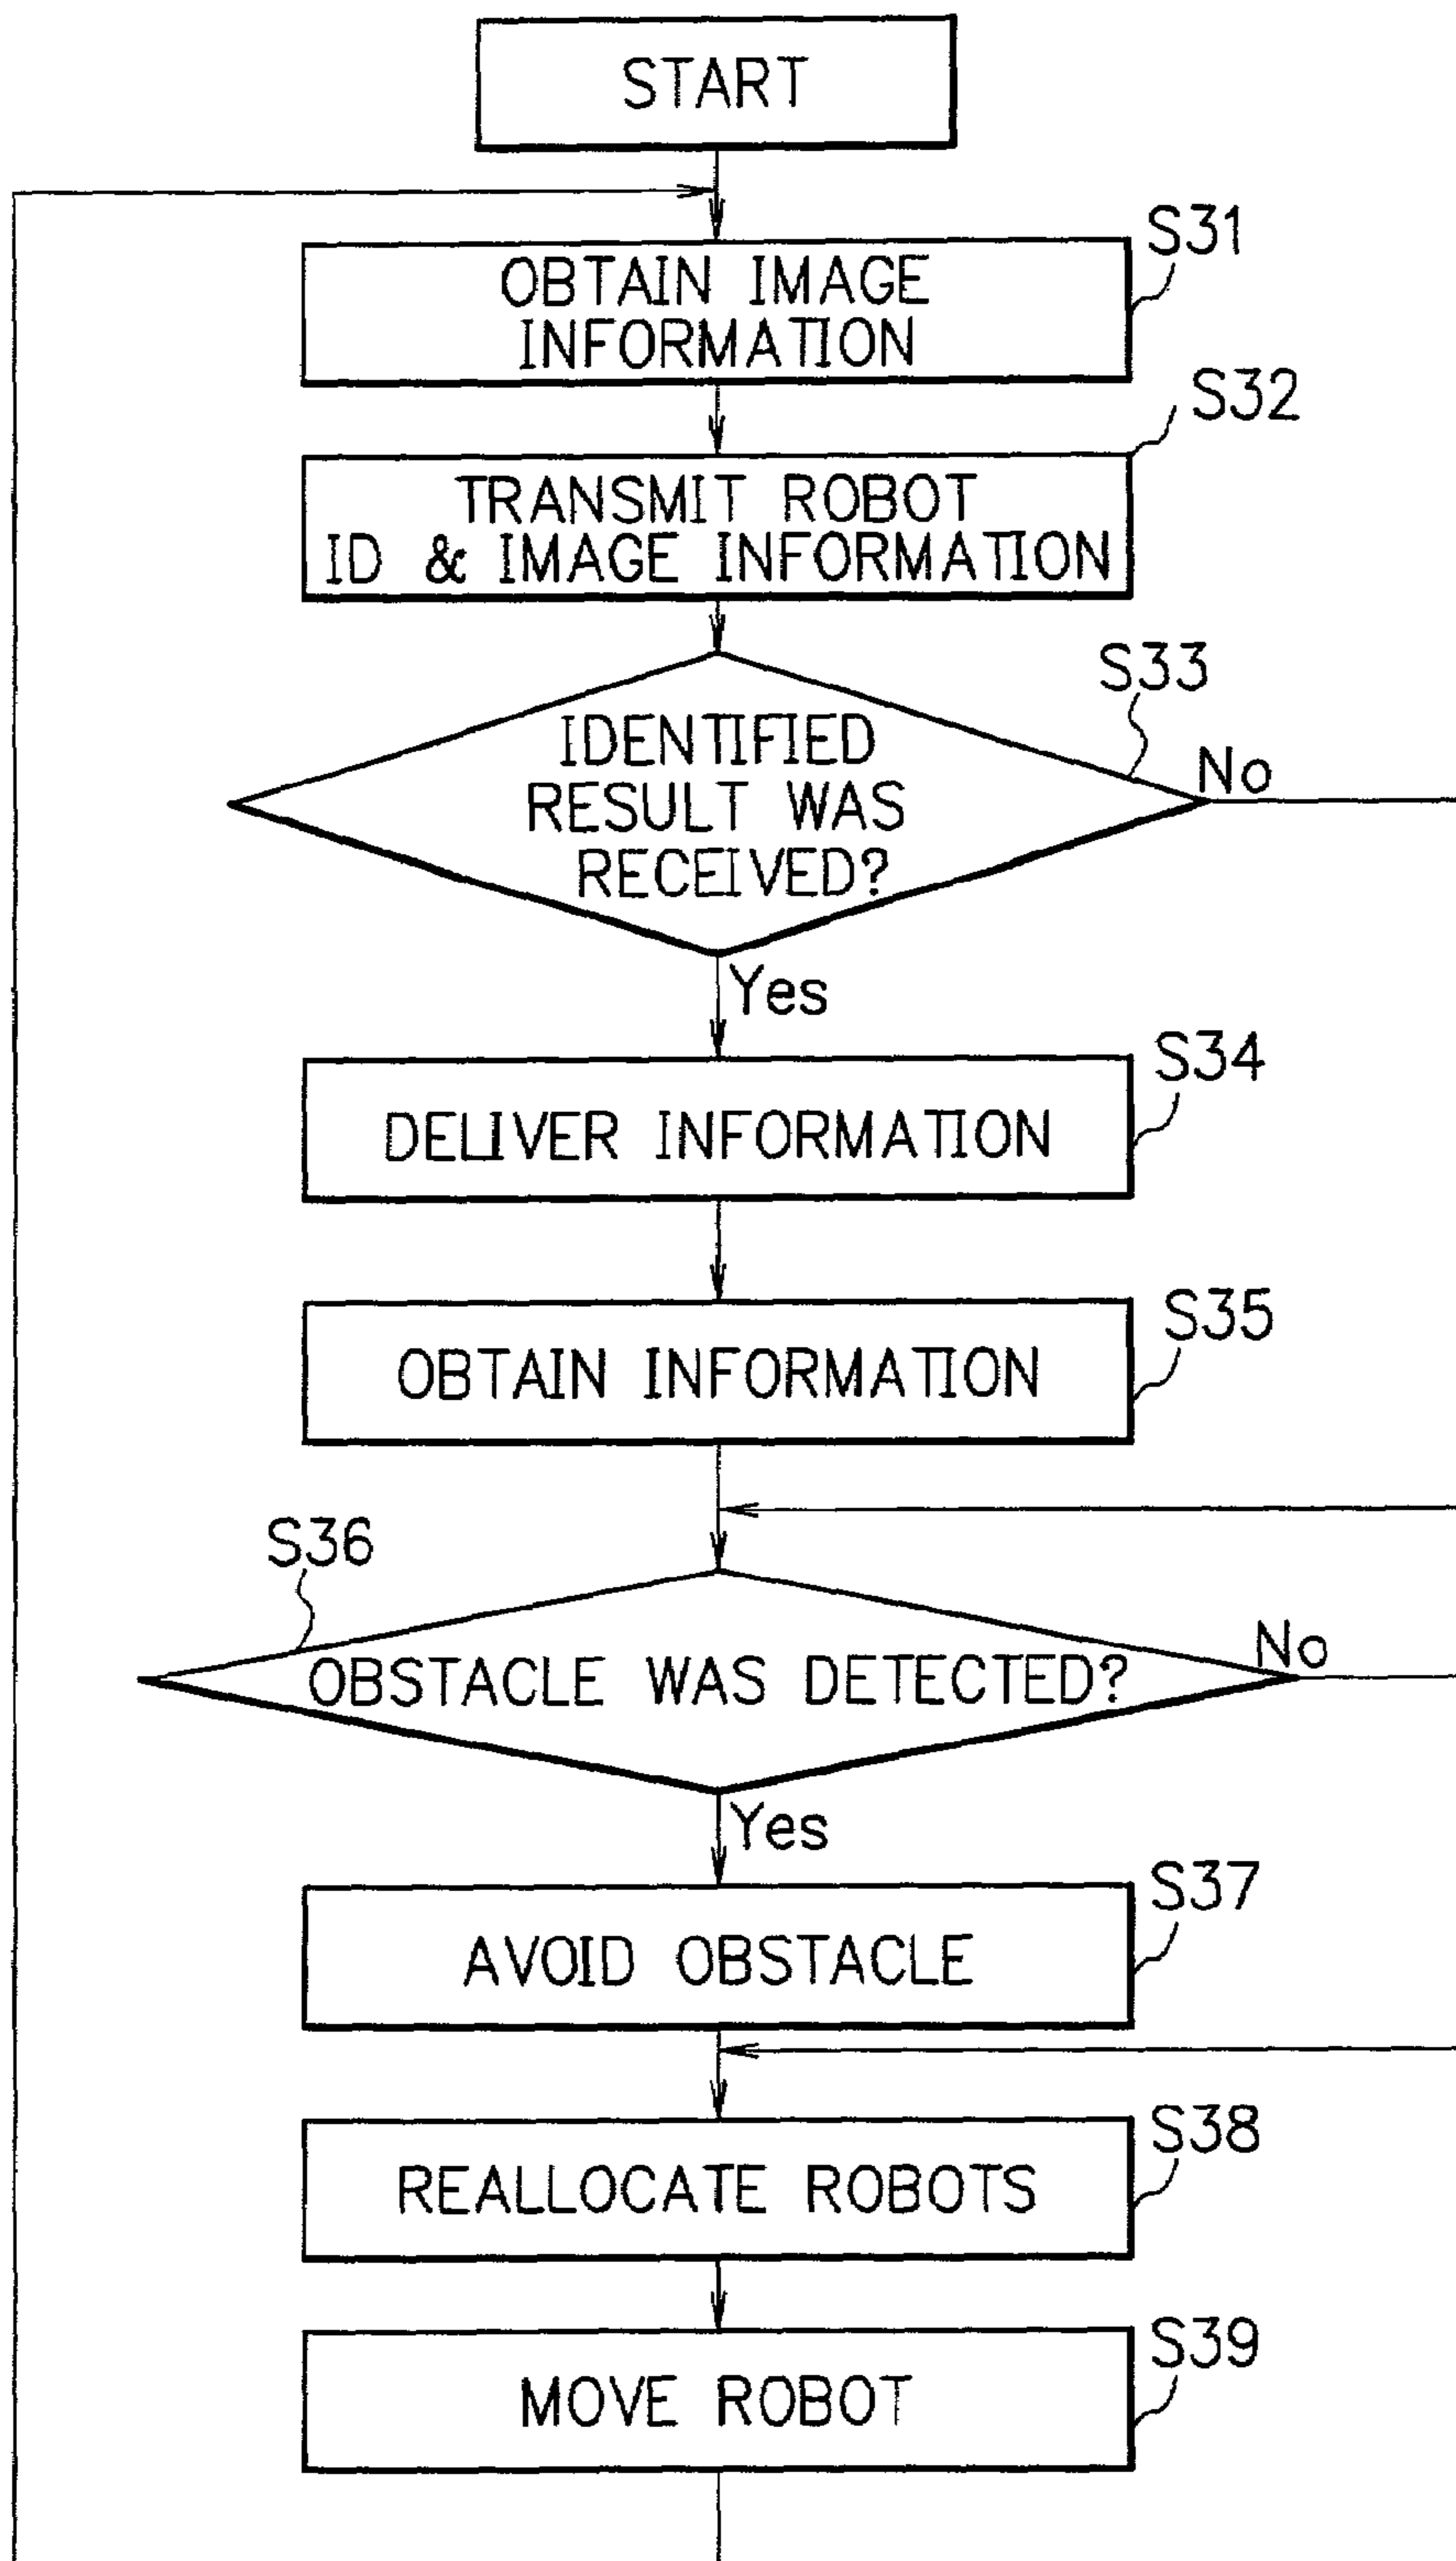 START
S31
OBTAIN IMAGE
INFORMATION
S32
TRANSMIT ROBOT
ID & IMAGE INFORMATION
S33
IDENTIFIED
RESULT WAS
RECEIVED?
No
Yes
S34
DELIVER INFORMATION
S35
OBTAIN INFORMATION
S36
OBSTACLE WAS DETECTED?
No
Yes
S37
AVOID OBSTACLE
S38
REALLOCATE ROBOTS
S39
MOVE ROBOT